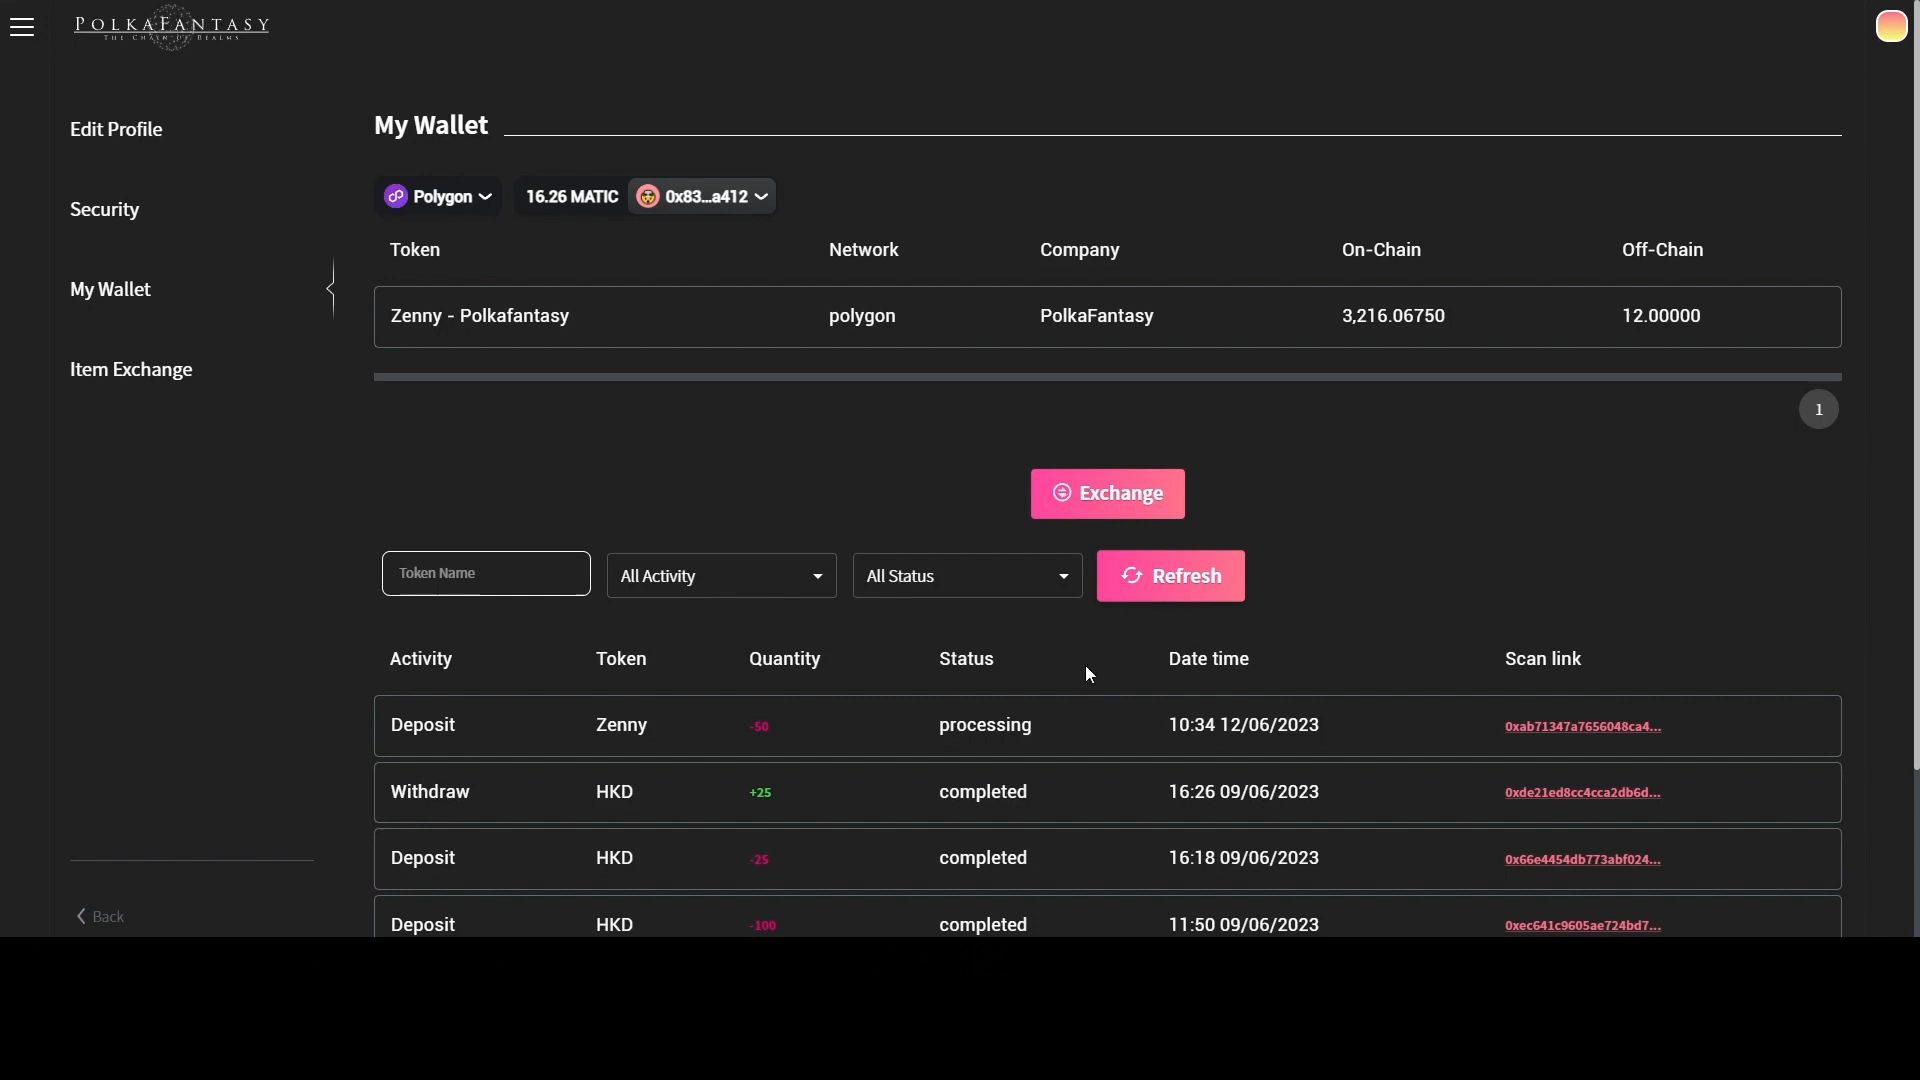 POLKAFANTASY
THE CHAIN OF REALMS
Edit Profile
Security
My Wallet
Item Exchange
Back
My Wallet
Polygon 16.26 MATIC 0x83...a412
Token Network Company On-Chain Off-Chain
Zenny - Polkafantasy polygon PolkaFantasy 3,216.06750 12.00000
1
Exchange
Token Name All Activity All Status Refresh
Activity Token Quantity Status Date time Scan link
Deposit Zenny -50 processing 10:34 12/06/2023 0xab71347a7656048ca4...
Withdraw HKD +25 completed 16:26 09/06/2023 0xde21ed8cc4cca2db6d...
Deposit HKD -25 completed 16:18 09/06/2023 0x66e4454db773abf024...
Deposit HKD -100 completed 11:50 09/06/2023 0xec641c9605ae724bd7...